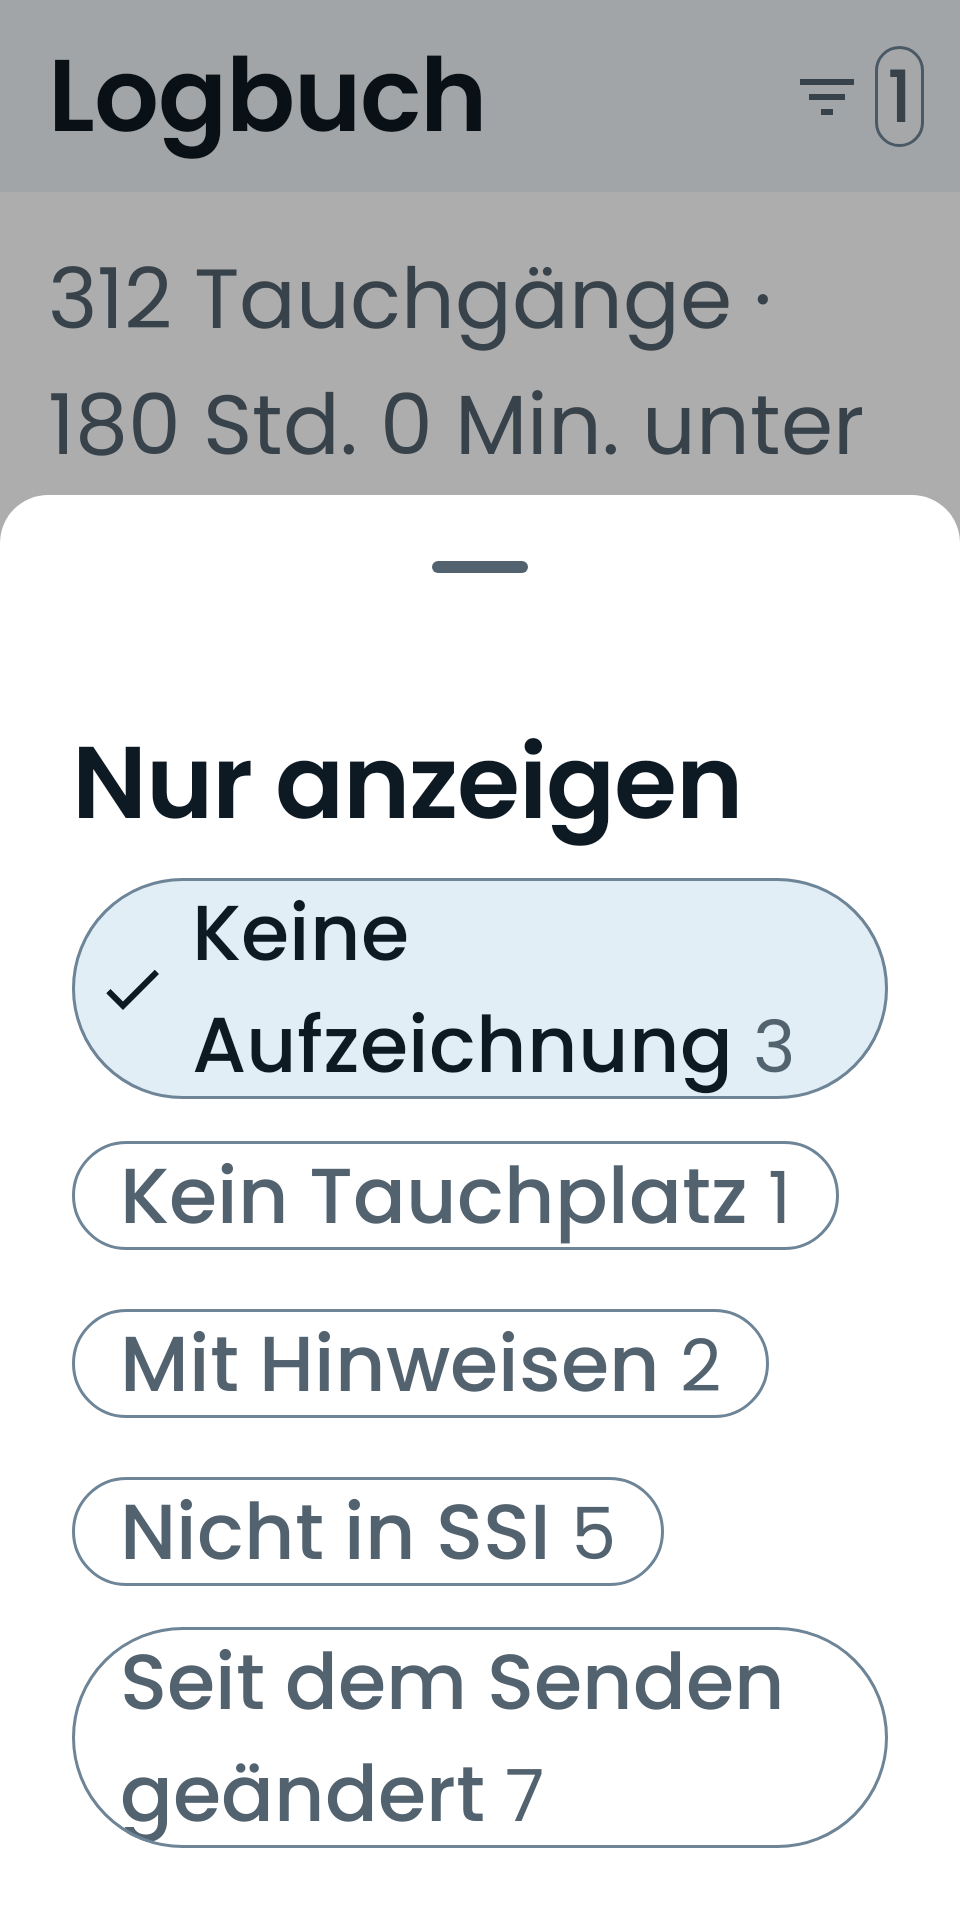 Logbuch
1
312 Tauchgänge ·
180 Std. 0 Min. unter
Nur anzeigen
Keine
Aufzeichnung 3
Kein Tauchplatz 1
Mit Hinweisen 2
Nicht in SSI 5
Seit dem Senden
geändert 7